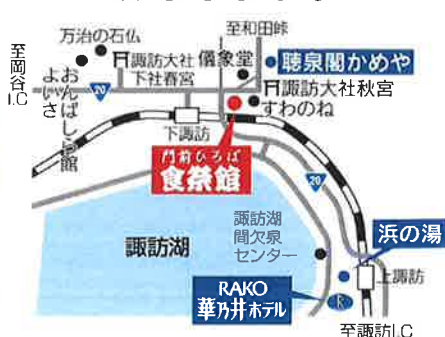 至和田峠
万治の石仏
儀象堂
聴泉閣かめや
至岡谷I.C
諏訪大社
下社春宮
諏訪大社秋宮
おんばしら館
よいさ
20
すわのね
下諏訪
門前ひろば
食祭館
20
諏訪湖
諏訪湖
間欠泉
センター
浜の湯
上諏訪
RAKO
華乃井ホテル
R
至諏訪I.C